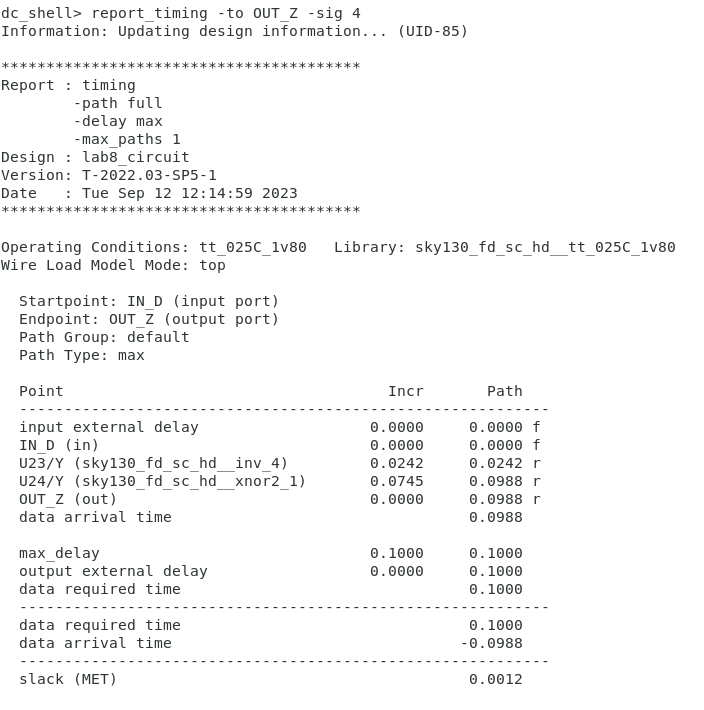 dc_shell> report_timing -to OUT_Z -sig 4
Information: Updating design information... (UID-85)

****************************************
Report : timing
        -path full
        -delay max
        -max_paths 1
Design : lab8_circuit
Version: T-2022.03-SP5-1
Date   : Tue Sep 12 12:14:59 2023
****************************************

Operating Conditions: tt_025C_1v80   Library: sky130_fd_sc_hd__tt_025C_1v80
Wire Load Model Mode: top

  Startpoint: IN_D (input port)
  Endpoint: OUT_Z (output port)
  Path Group: default
  Path Type: max

  Point                                    Incr       Path
  -----------------------------------------------------------
  input external delay                   0.0000     0.0000 f
  IN_D (in)                              0.0000     0.0000 f
  U23/Y (sky130_fd_sc_hd__inv_4)         0.0242     0.0242 r
  U24/Y (sky130_fd_sc_hd__xnor2_1)       0.0745     0.0988 r
  OUT_Z (out)                            0.0000     0.0988 r
  data arrival time                                 0.0988

  max_delay                              0.1000     0.1000
  output external delay                  0.0000     0.1000
  data required time                                0.1000
  -----------------------------------------------------------
  data required time                                0.1000
  data arrival time                                -0.0988
  -----------------------------------------------------------
  slack (MET)                                       0.0012